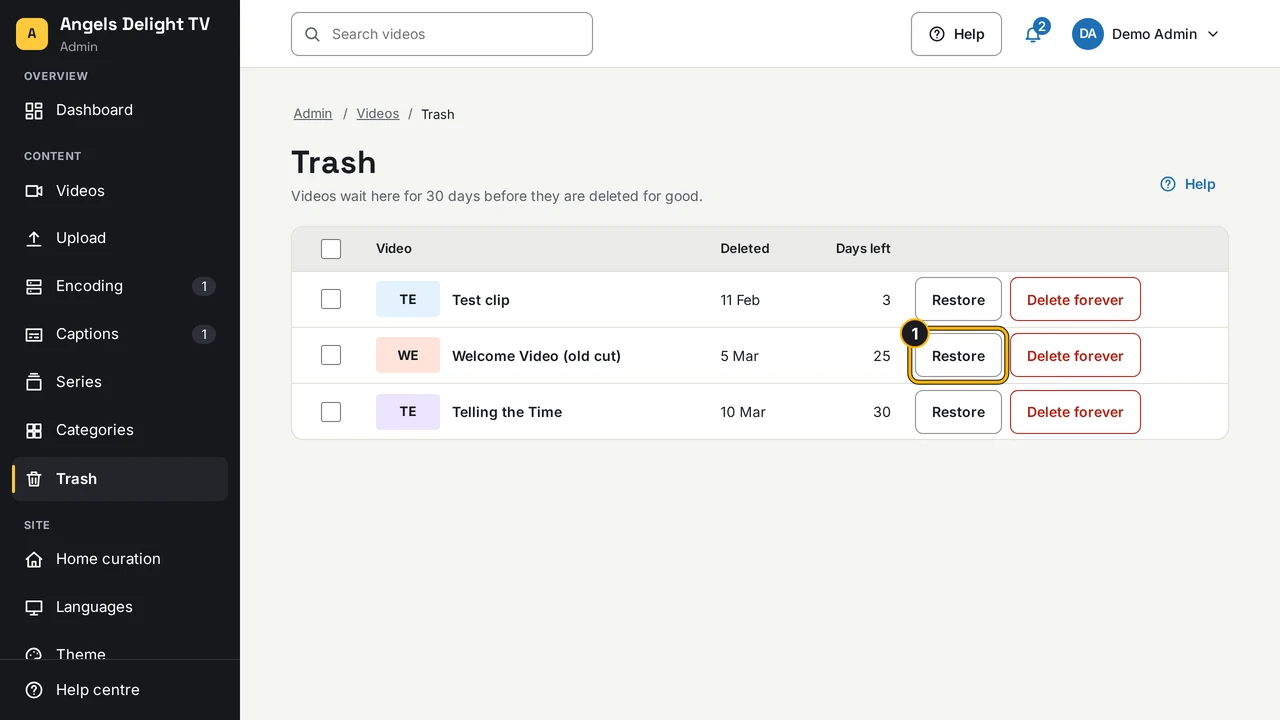 A
Angels Delight TV
Admin
OVERVIEW
Dashboard
CONTENT
Videos
Upload
Encoding 1
Captions 1
Series
Categories
Trash
SITE
Home curation
Languages
Theme
Help centre
Search videos
Help
2
DA Demo Admin
Admin / Videos / Trash
Trash
Videos wait here for 30 days before they are deleted for good.
Help
Video Deleted Days left
TE Test clip 11 Feb 3 Restore Delete forever
1
WE Welcome Video (old cut) 5 Mar 25 Restore Delete forever
TE Telling the Time 10 Mar 30 Restore Delete forever